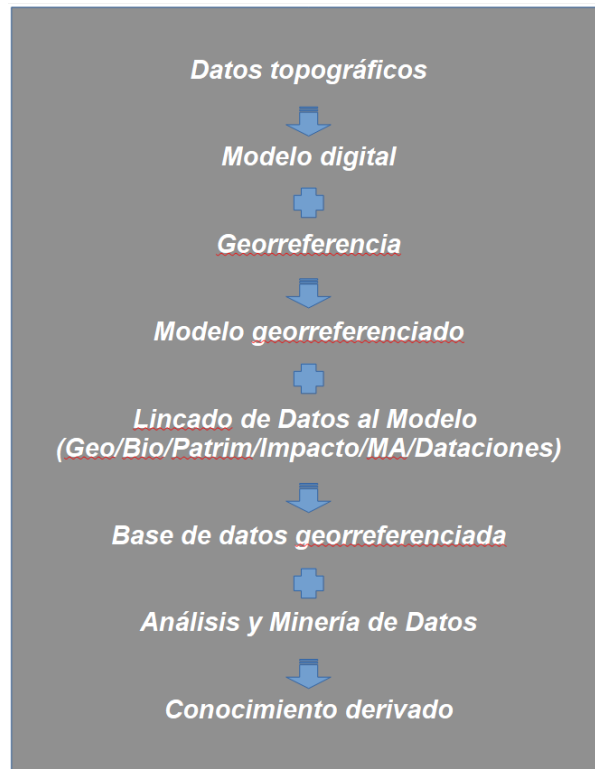 Datos topográficos
Modelo digital
Georreferencia
Modelo georreferenciado
Lincado de Datos al Modelo
(Geo/Bio/Patrim/Impacto/MA/Dataciones)
Base de datos georreferenciada
Análisis y Minería de Datos
Conocimiento derivado